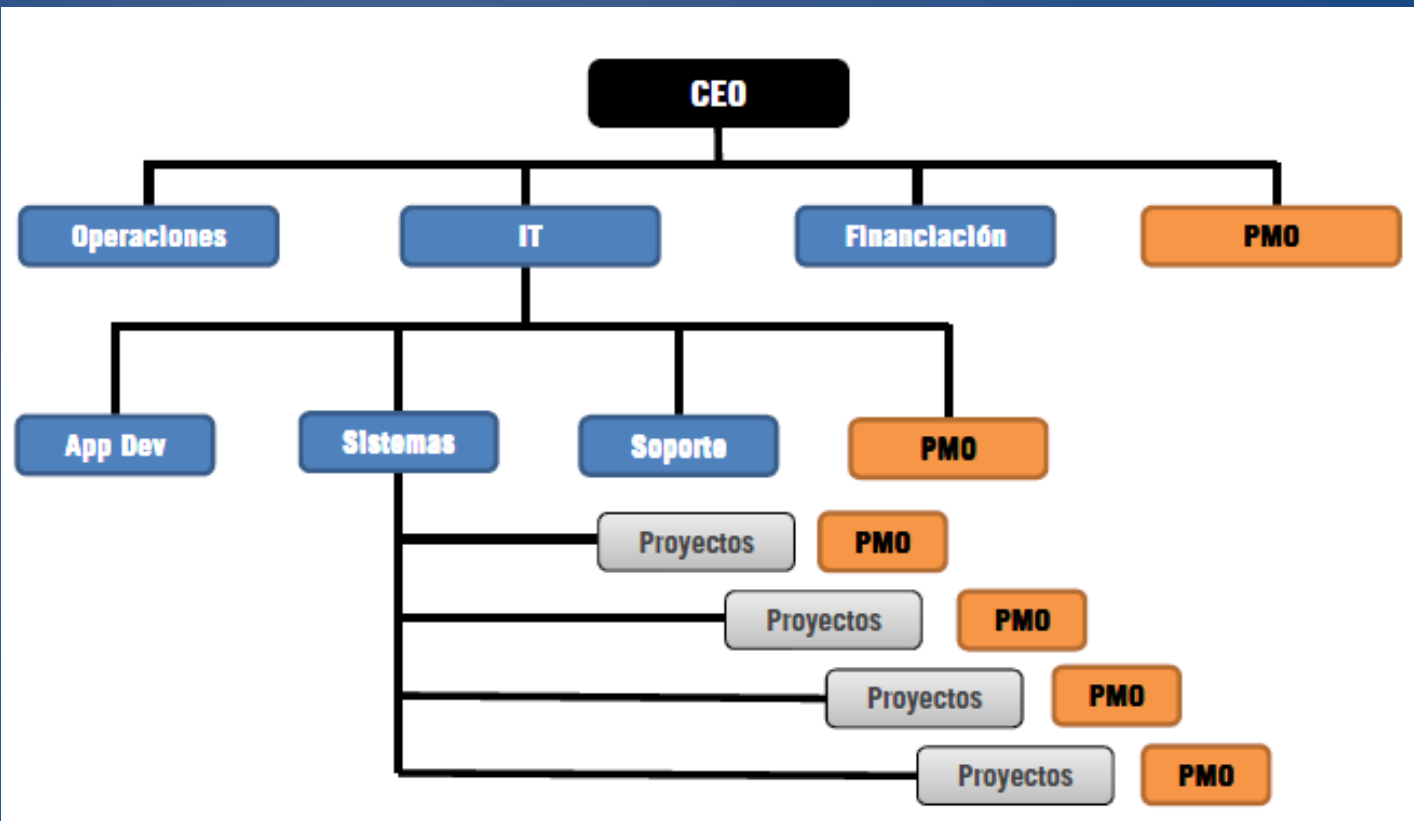 CEO
Operaciones
IT
Financiación
PMO
App Dev
Sistemas
Soporte
PMO
Proyectos PMO
Proyectos PMO
Proyectos PMO
Proyectos PMO